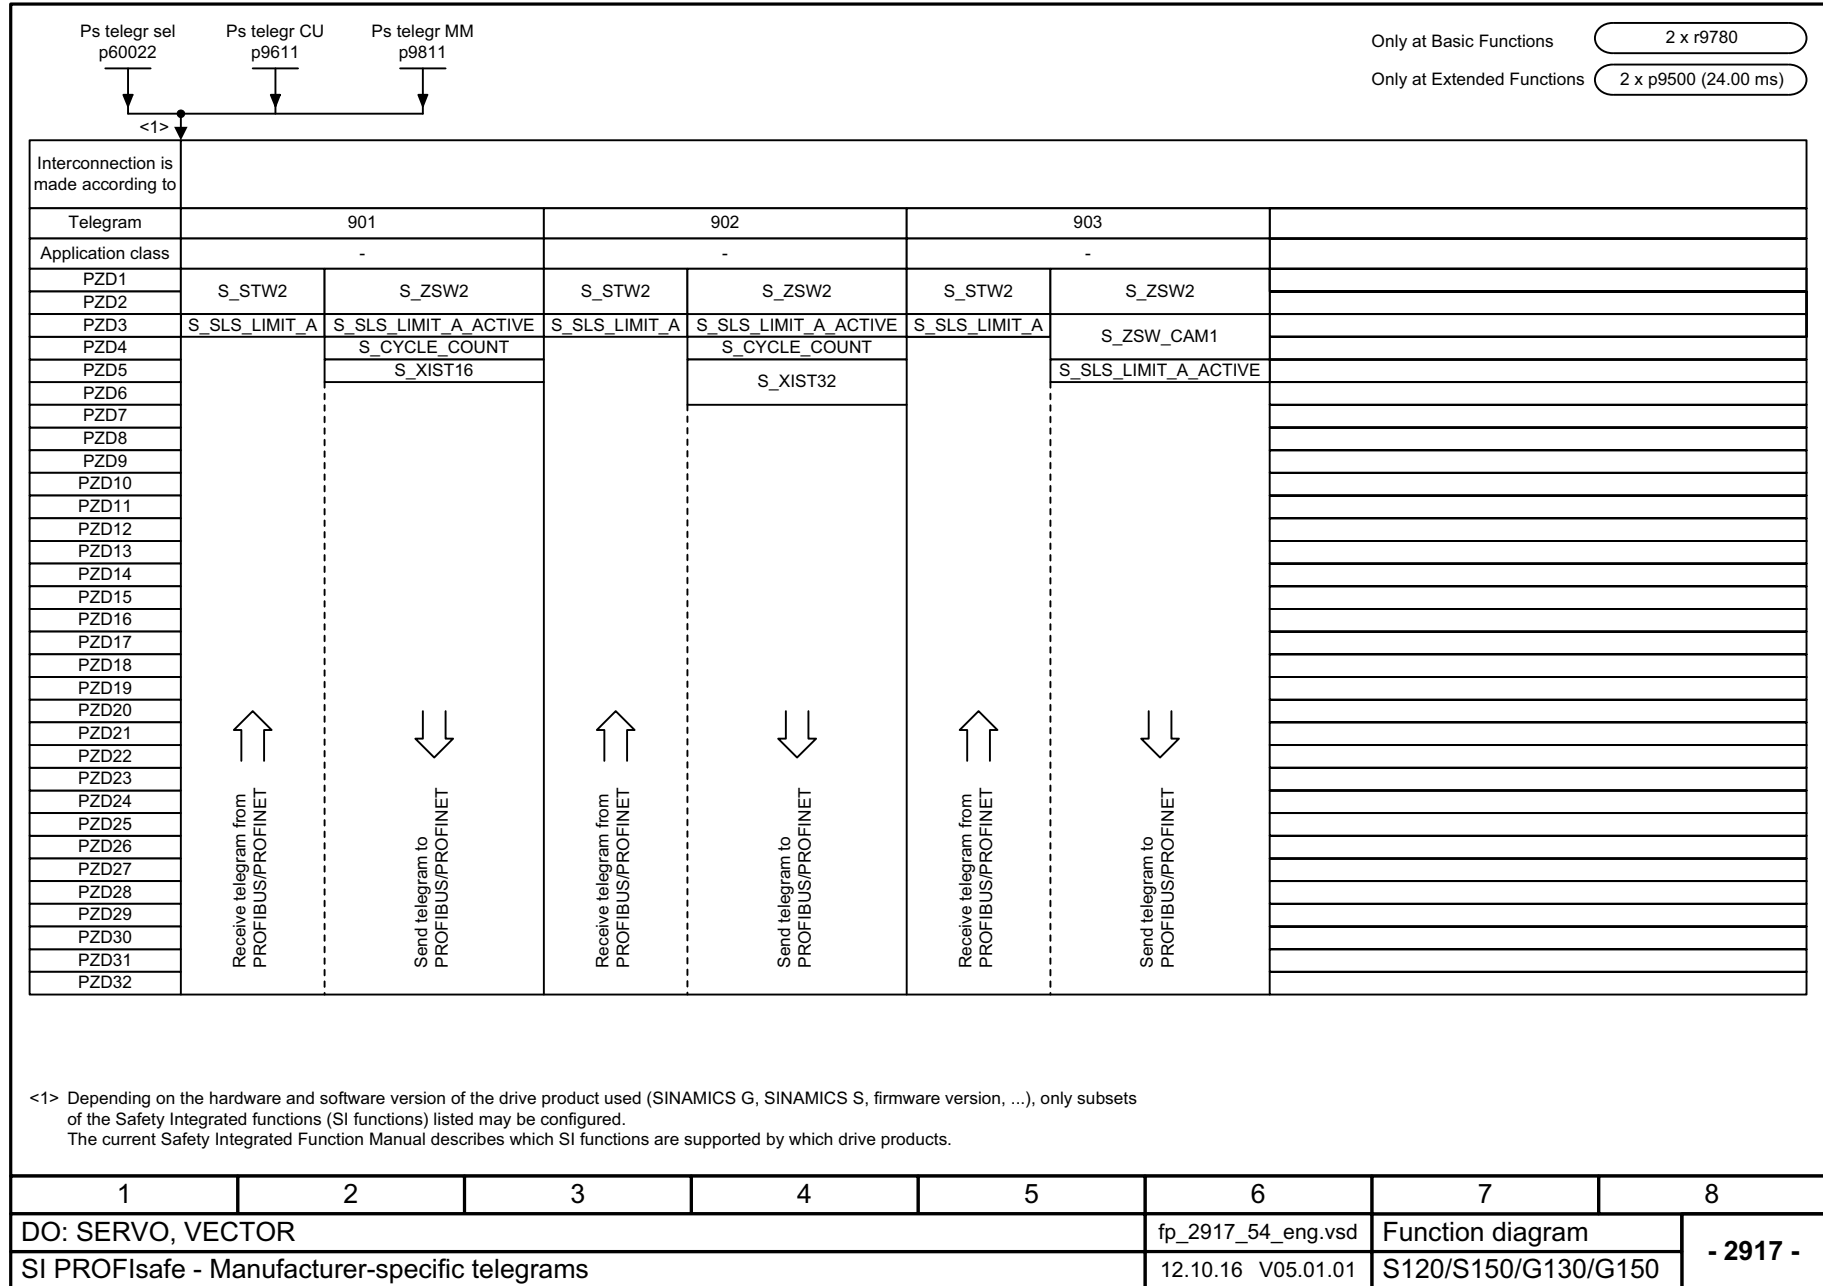 Ps telegr sel
p60022
Ps telegr CU
p9611
Ps telegr MM
p9811
Only at Basic Functions 2 x r9780
Only at Extended Functions 2 x p9500 (24.00 ms)
<1>
Interconnection is
made according to
Telegram 901 902 903
Application class - - -
PZD1
S_STW2 S_ZSW2 S_STW2 S_ZSW2 S_STW2 S_ZSW2
PZD2
PZD3 S_SLS_LIMIT_A S_SLS_LIMIT_A_ACTIVE S_SLS_LIMIT_A S_SLS_LIMIT_A_ACTIVE S_SLS_LIMIT_A
S_ZSW_CAM1
PZD4 S_CYCLE_COUNT S_CYCLE_COUNT
PZD5 S_XIST16 S_SLS_LIMIT_A_ACTIVE
S_XIST32
PZD6
PZD7
PZD8
PZD9
PZD10
PZD11
PZD12
PZD13
PZD14
PZD15
PZD16
PZD17
PZD18
PZD19
PZD20
PZD21
PZD22
PZD23
PZD24
PZD25
PZD26
PZD27
PZD28
PZD29
PZD30
PZD31
PZD32
Receive telegram from
PROFIBUS/PROFINET
Send telegram to
PROFIBUS/PROFINET
Receive telegram from
PROFIBUS/PROFINET
Send telegram to
PROFIBUS/PROFINET
Receive telegram from
PROFIBUS/PROFINET
Send telegram to
PROFIBUS/PROFINET
<1> Depending on the hardware and software version of the drive product used (SINAMICS G, SINAMICS S, firmware version, ...), only subsets
of the Safety Integrated functions (SI functions) listed may be configured.
The current Safety Integrated Function Manual describes which SI functions are supported by which drive products.
1 2 3 4 5 6 7 8
DO: SERVO, VECTOR fp_2917_54_eng.vsd Function diagram
- 2917 -
SI PROFIsafe - Manufacturer-specific telegrams 12.10.16 V05.01.01 S120/S150/G130/G150